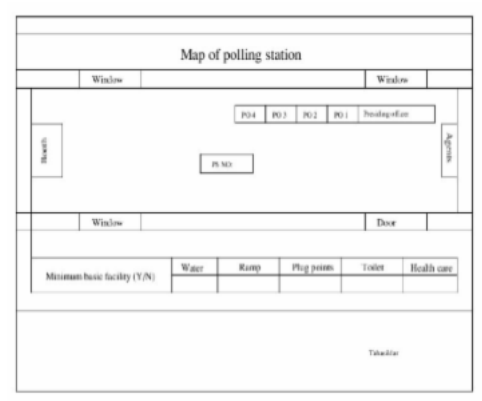 Map of polling station
Window Window
PO 4 PO 3 PO 2 PO 1 Presiding officer
Booth
Agents
PS NO.
Window Door
Minimum basic facility (Y/N) Water Ramp Plug points Toilet Health care
Tahasildar